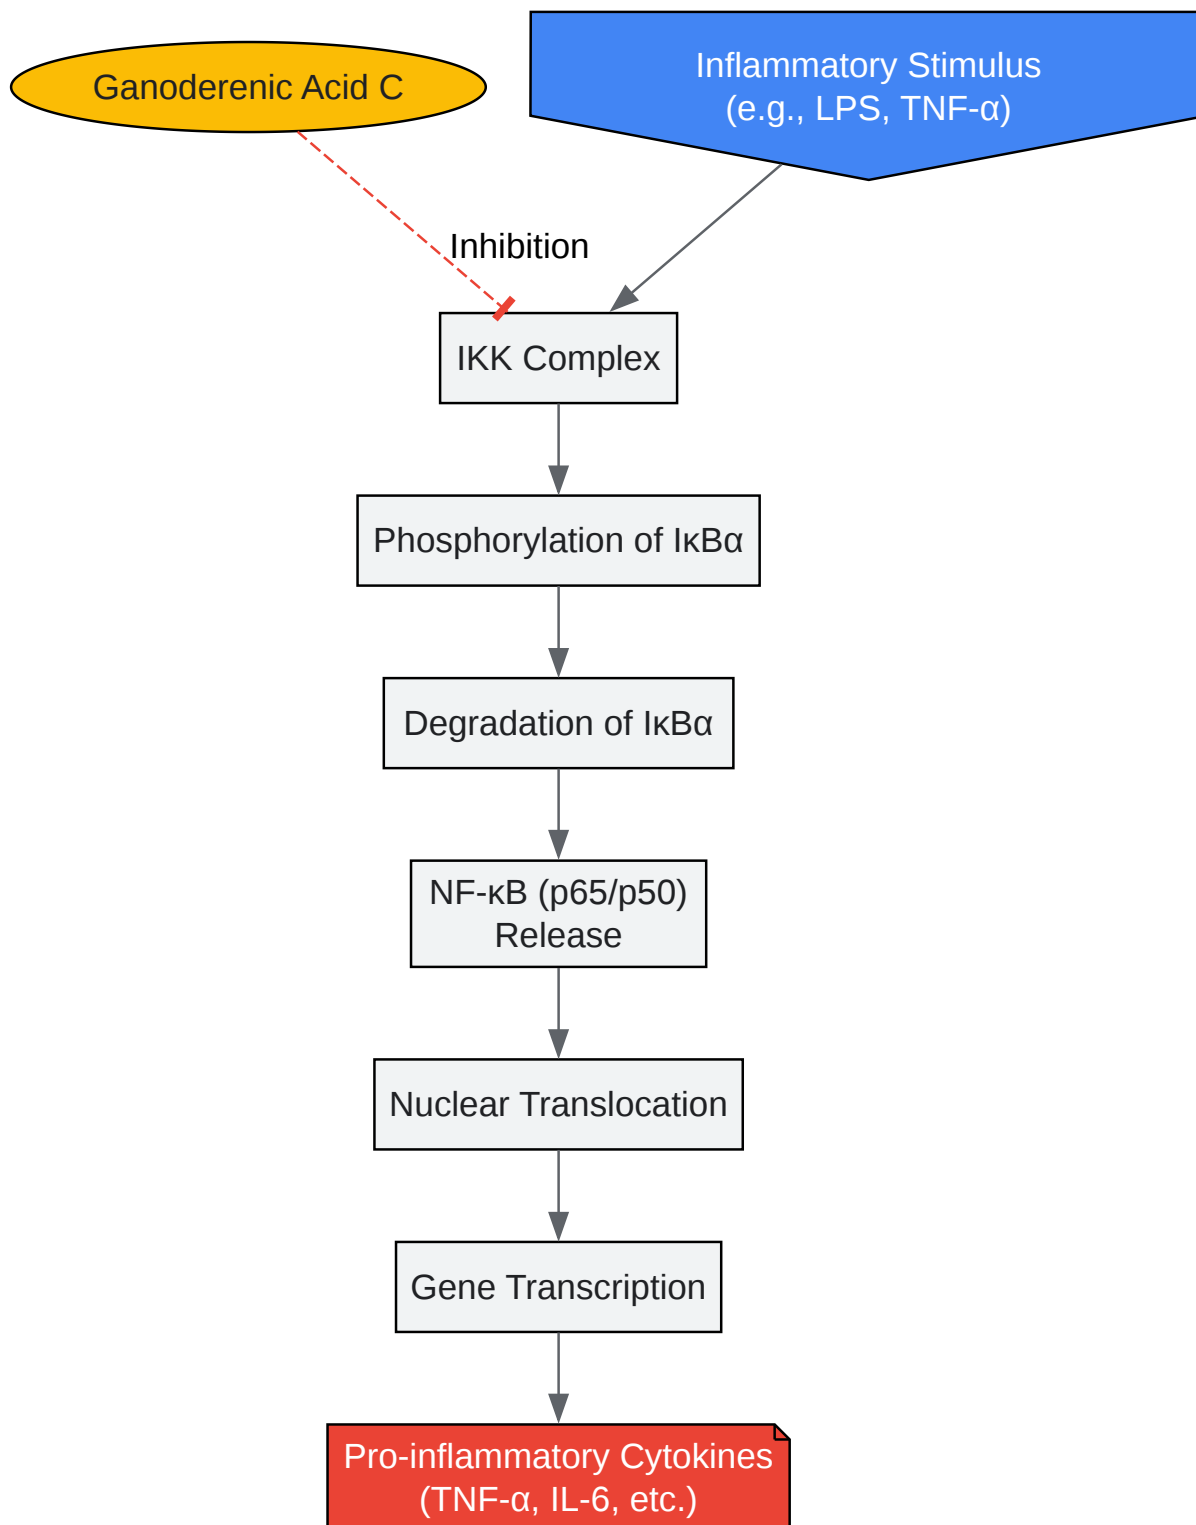 Ganoderenic Acid C
Inflammatory Stimulus
(e.g., LPS, TNF-α)
Inhibition
IKK Complex
Phosphorylation of IκBα
Degradation of IκBα
NF-κB (p65/p50)
Release
Nuclear Translocation
Gene Transcription
Pro-inflammatory Cytokines
(TNF-α, IL-6, etc.)